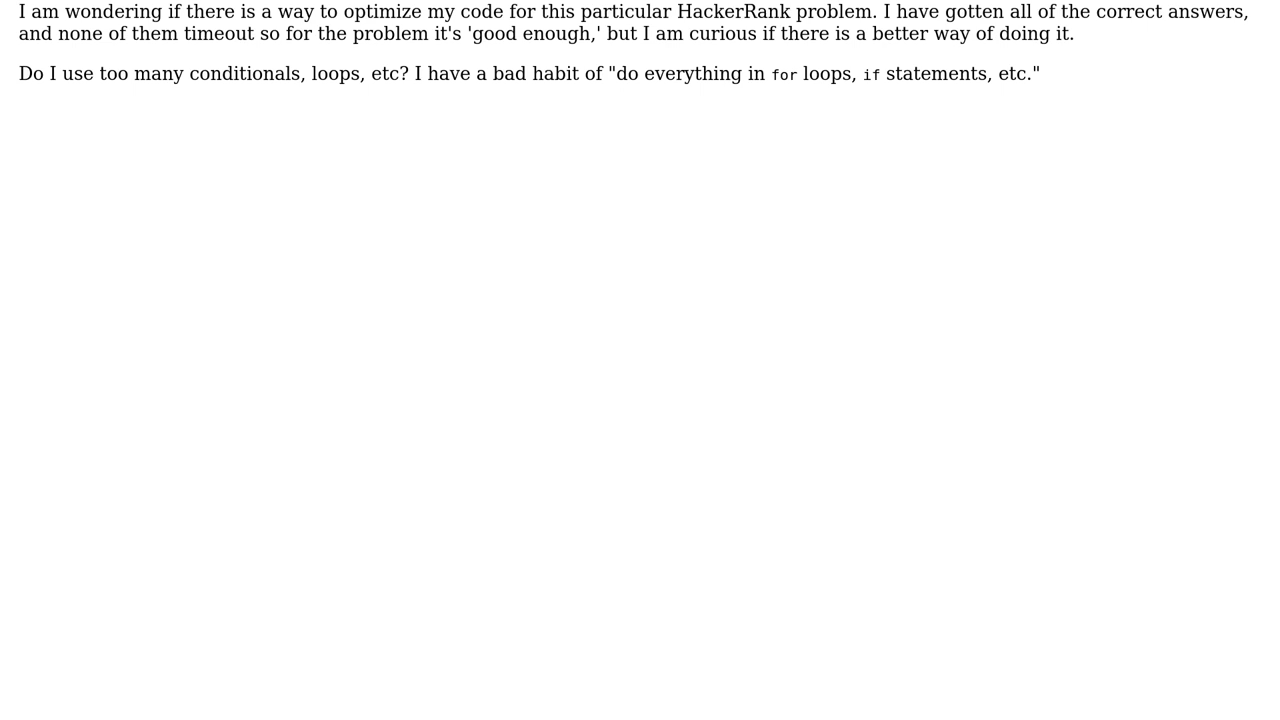 I am wondering if there is a way to optimize my code for this particular HackerRank problem. I have gotten all of the correct answers,
and none of them timeout so for the problem it's 'good enough,' but I am curious if there is a better way of doing it.
Do I use too many conditionals, loops, etc? I have a bad habit of "do everything in for loops, if statements, etc."